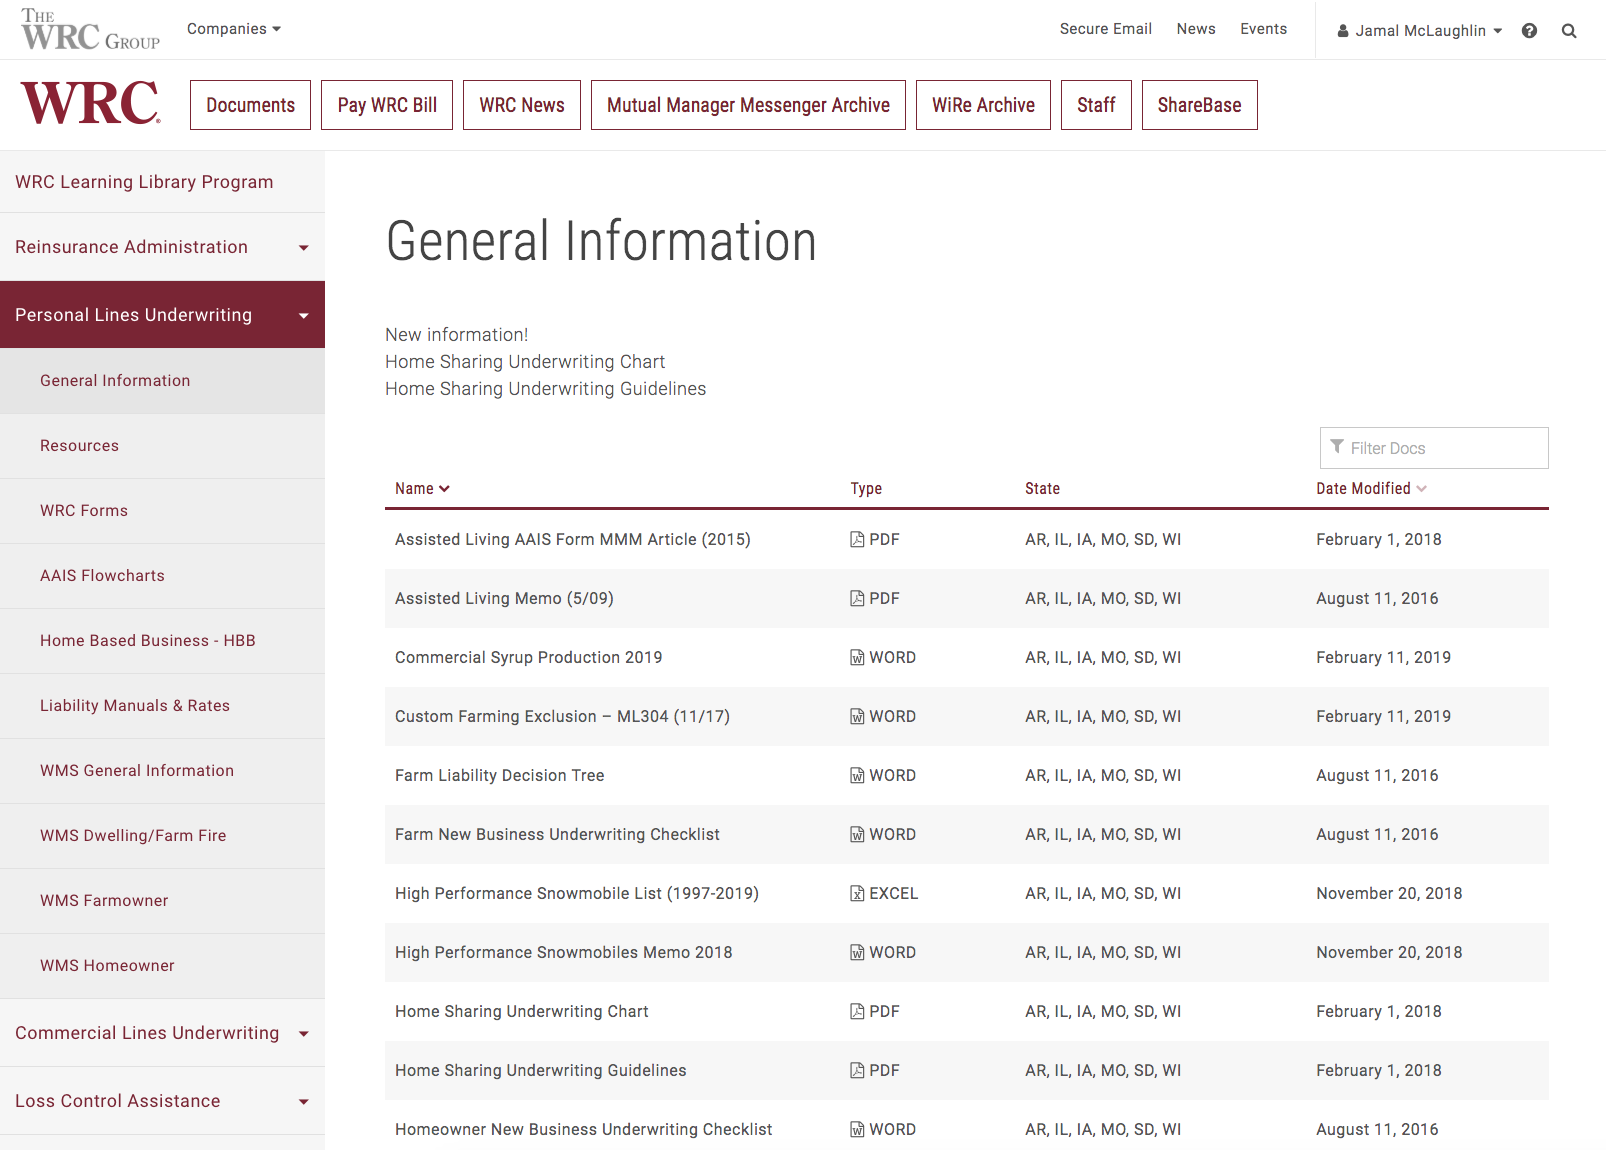 The WRC Group
Companies
Secure Email News Events Jamal McLaughlin
WRC
Documents Pay WRC Bill WRC News Mutual Manager Messenger Archive WiRe Archive Staff ShareBase
WRC Learning Library Program
Reinsurance Administration
Personal Lines Underwriting
General Information
Resources
WRC Forms
AAIS Flowcharts
Home Based Business - HBB
Liability Manuals & Rates
WMS General Information
WMS Dwelling/Farm Fire
WMS Farmowner
WMS Homeowner
Commercial Lines Underwriting
Loss Control Assistance
General Information
New information!
Home Sharing Underwriting Chart
Home Sharing Underwriting Guidelines
Filter Docs
Name Type State Date Modified
Assisted Living AAIS Form MMM Article (2015) PDF AR, IL, IA, MO, SD, WI February 1, 2018
Assisted Living Memo (5/09) PDF AR, IL, IA, MO, SD, WI August 11, 2016
Commercial Syrup Production 2019 WORD AR, IL, IA, MO, SD, WI February 11, 2019
Custom Farming Exclusion – ML304 (11/17) WORD AR, IL, IA, MO, SD, WI February 11, 2019
Farm Liability Decision Tree WORD AR, IL, IA, MO, SD, WI August 11, 2016
Farm New Business Underwriting Checklist WORD AR, IL, IA, MO, SD, WI August 11, 2016
High Performance Snowmobile List (1997-2019) EXCEL AR, IL, IA, MO, SD, WI November 20, 2018
High Performance Snowmobiles Memo 2018 WORD AR, IL, IA, MO, SD, WI November 20, 2018
Home Sharing Underwriting Chart PDF AR, IL, IA, MO, SD, WI February 1, 2018
Home Sharing Underwriting Guidelines PDF AR, IL, IA, MO, SD, WI February 1, 2018
Homeowner New Business Underwriting Checklist WORD AR, IL, IA, MO, SD, WI August 11, 2016